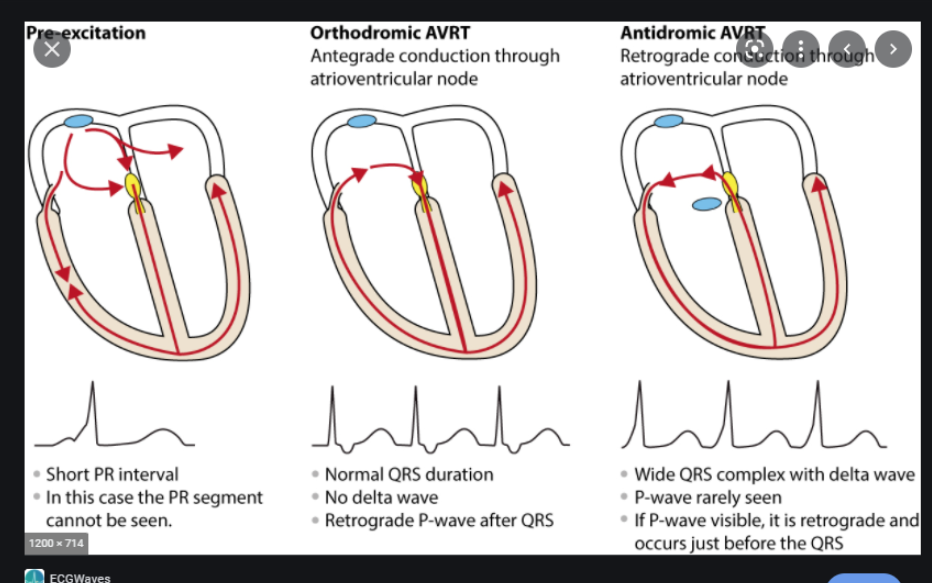 Pre-excitation
Orthodromic AVRT
Antegrade conduction through
atrioventricular node
Antidromic AVRT
Retrograde conduction through
atrioventricular node
Short PR interval
In this case the PR segment
cannot be seen.
Normal QRS duration
No delta wave
Retrograde P-wave after QRS
Wide QRS complex with delta wave
P-wave rarely seen
If P-wave visible, it is retrograde and
occurs just before the QRS
1200 × 714
ECGWaves